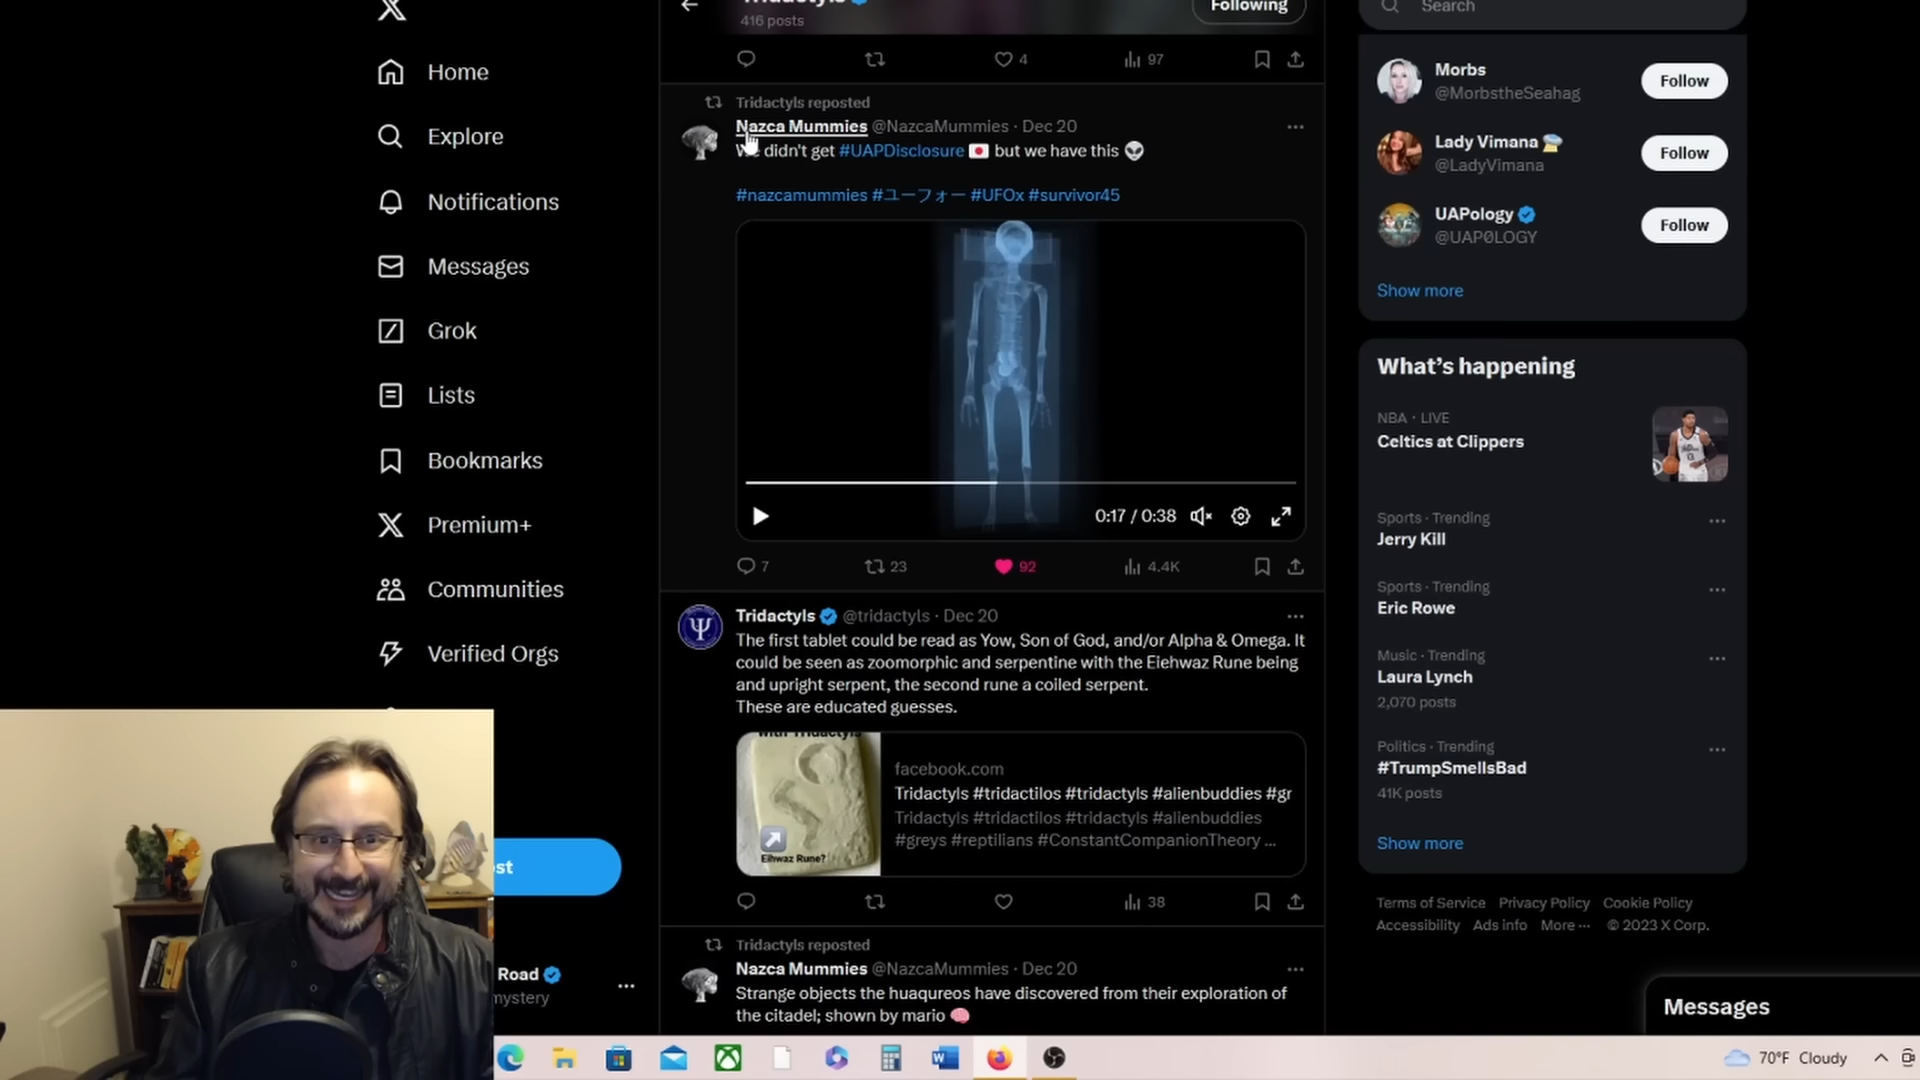 Tridactyls
416 posts
Following
Search
Home
Explore
Notifications
Messages
Grok
Lists
Bookmarks
Premium+
Communities
Verified Orgs
st
Road
mystery
4
97
Tridactyls reposted
Nazca Mummies @NazcaMummies · Dec 20
We didn't get #UAPDisclosure 🇯🇵 but we have this 👽
#nazcamummies #ユーフォー #UFOx #survivor45
0:17 / 0:38
7
23
92
4.4K
Tridactyls @tridactyls · Dec 20
The first tablet could be read as Yow, Son of God, and/or Alpha & Omega. It
could be seen as zoomorphic and serpentine with the Eiehwaz Rune being
and upright serpent, the second rune a coiled serpent.
These are educated guesses.
with Tridactyls
Eihwaz Rune?
facebook.com
Tridactyls #tridactilos #tridactyls #alienbuddies #gr
Tridactyls #tridactilos #tridactyls #alienbuddies
#greys #reptilians #ConstantCompanionTheory ...
38
Tridactyls reposted
Nazca Mummies @NazcaMummies · Dec 20
Strange objects the huaqureos have discovered from their exploration of
the citadel; shown by mario 🧠
Morbs
@MorbstheSeahag
Follow
Lady Vimana
@LadyVimana
Follow
UAPology
@UAP0LOGY
Follow
Show more
What's happening
NBA · LIVE
Celtics at Clippers
Sports · Trending
Jerry Kill
Sports · Trending
Eric Rowe
Music · Trending
Laura Lynch
2,070 posts
Politics · Trending
#TrumpSmellsBad
41K posts
Show more
Terms of Service Privacy Policy Cookie Policy
Accessibility Ads info More ··· © 2023 X Corp.
Messages
70°F Cloudy